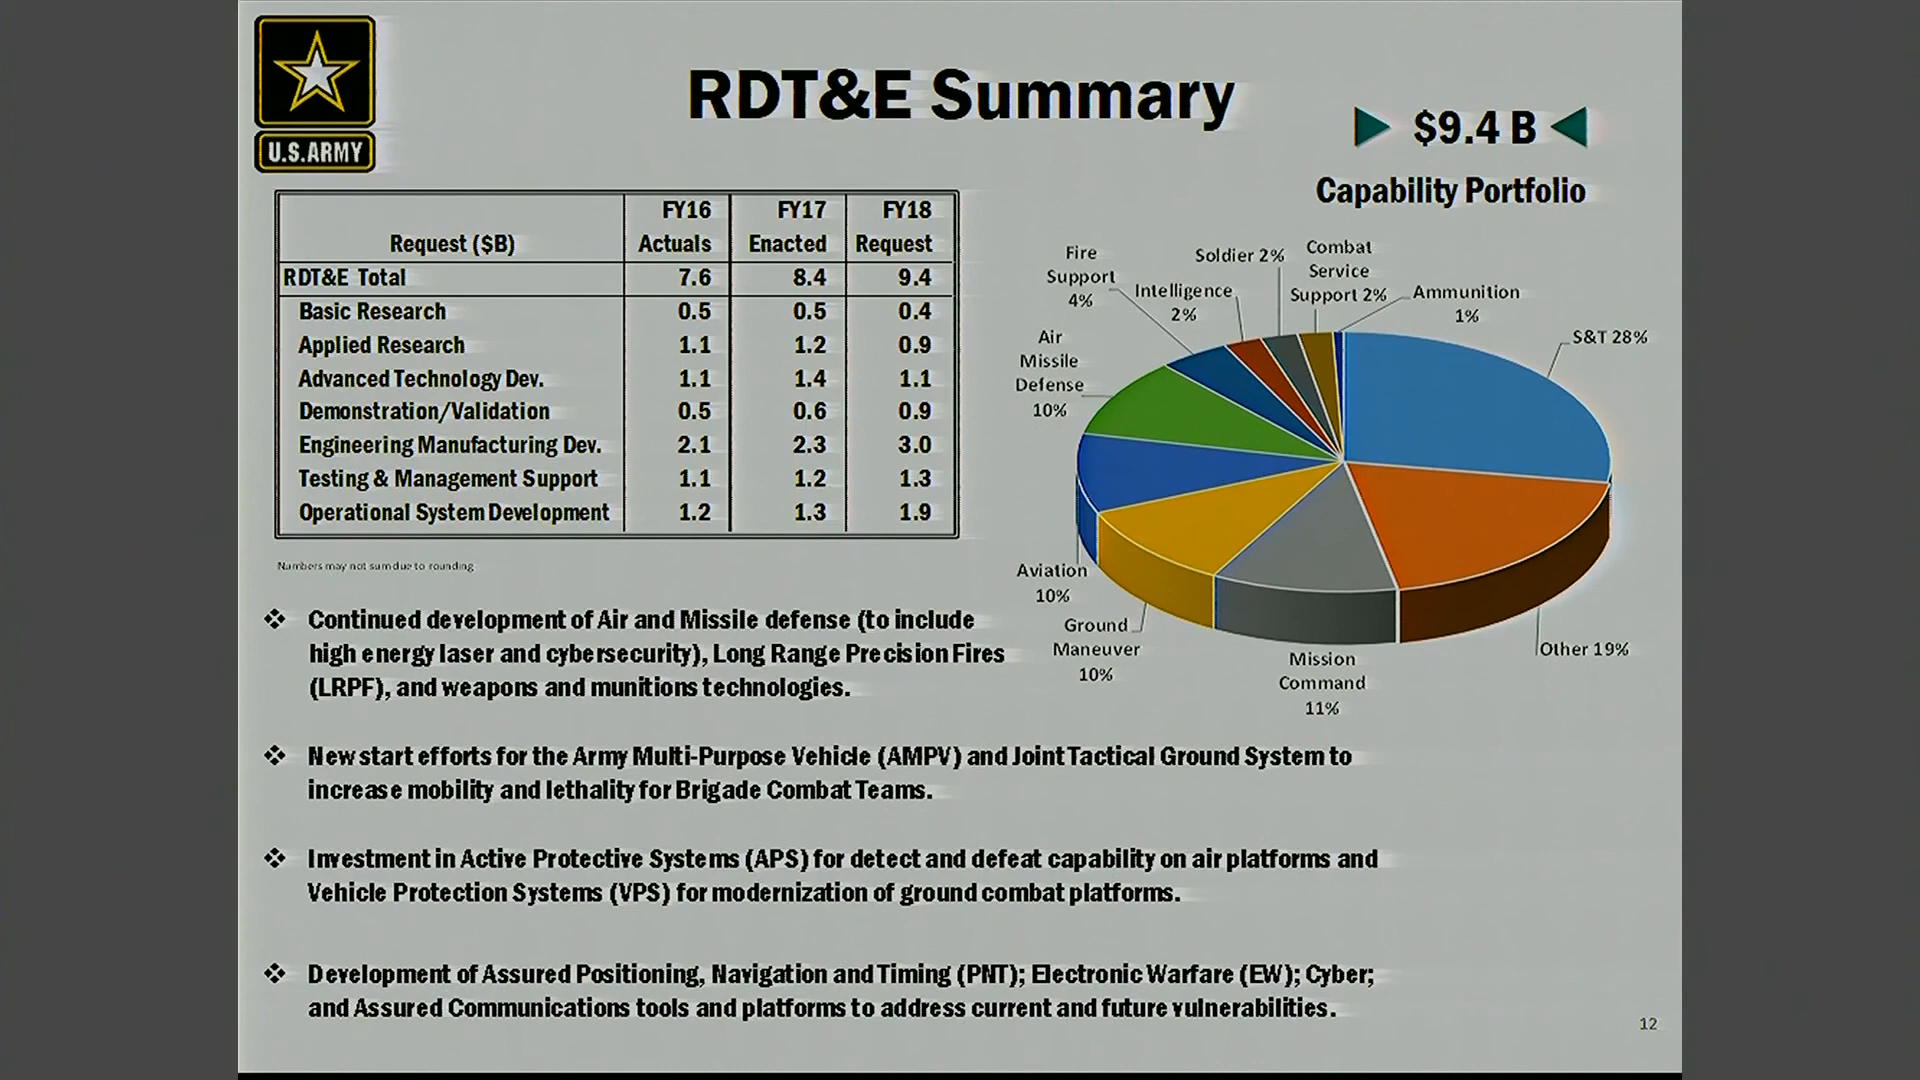 RDT&E Summary
U.S.ARMY
$9.4 B
Capability Portfolio
Request ($B) FY16 Actuals FY17 Enacted FY18 Request
RDT&E Total 7.6 8.4 9.4
Basic Research 0.5 0.5 0.4
Applied Research 1.1 1.2 0.9
Advanced Technology Dev. 1.1 1.4 1.1
Demonstration/Validation 0.5 0.6 0.9
Engineering Manufacturing Dev. 2.1 2.3 3.0
Testing & Management Support 1.1 1.2 1.3
Operational System Development 1.2 1.3 1.9
Numbers may not sum due to rounding
Fire
Support
4%
Intelligence
2%
Soldier 2%
Combat
Service
Support 2%
Ammunition
1%
S&T 28%
Air
Missile
Defense
10%
Aviation
10%
Ground
Maneuver
10%
Mission
Command
11%
Other 19%
Continued development of Air and Missile defense (to include
high energy laser and cybersecurity), Long Range Precision Fires
(LRPF), and weapons and munitions technologies.
New start efforts for the Army Multi-Purpose Vehicle (AMPV) and Joint Tactical Ground System to
increase mobility and lethality for Brigade Combat Teams.
Investment in Active Protective Systems (APS) for detect and defeat capability on air platforms and
Vehicle Protection Systems (VPS) for modernization of ground combat platforms.
Development of Assured Positioning, Navigation and Timing (PNT); Electronic Warfare (EW); Cyber;
and Assured Communications tools and platforms to address current and future vulnerabilities.
12